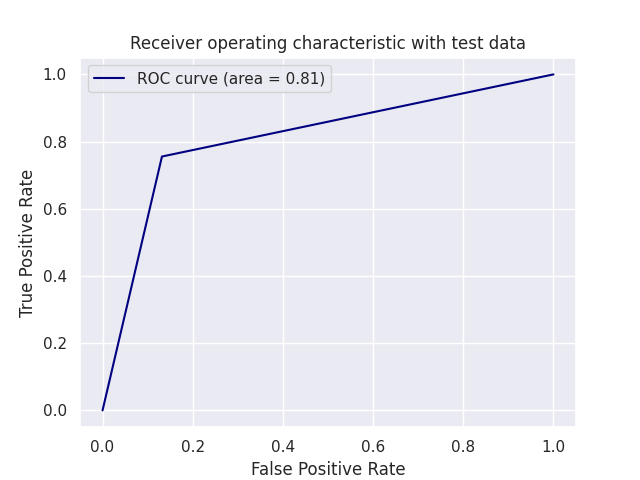 Receiver operating characteristic with test data
ROC curve (area = 0.81)
True Positive Rate
1.0
0.8
0.6
0.4
0.2
0.0
0.0 0.2 0.4 0.6 0.8 1.0
False Positive Rate